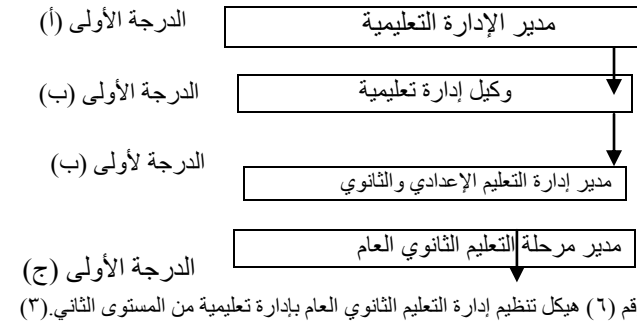 مدير الإدارة التعليمية الدرجة الأولى (أ)
وكيل إدارة تعليمية الدرجة الأولى (ب)
مدير إدارة التعليم الإعدادي والثانوي الدرجة لأولى (ب)
مدير مرحلة التعليم الثانوي العام الدرجة الأولى (ج)
قم (٦) هيكل تنظيم إدارة التعليم الثانوي العام بإدارة تعليمية من المستوى الثاني.(٣)